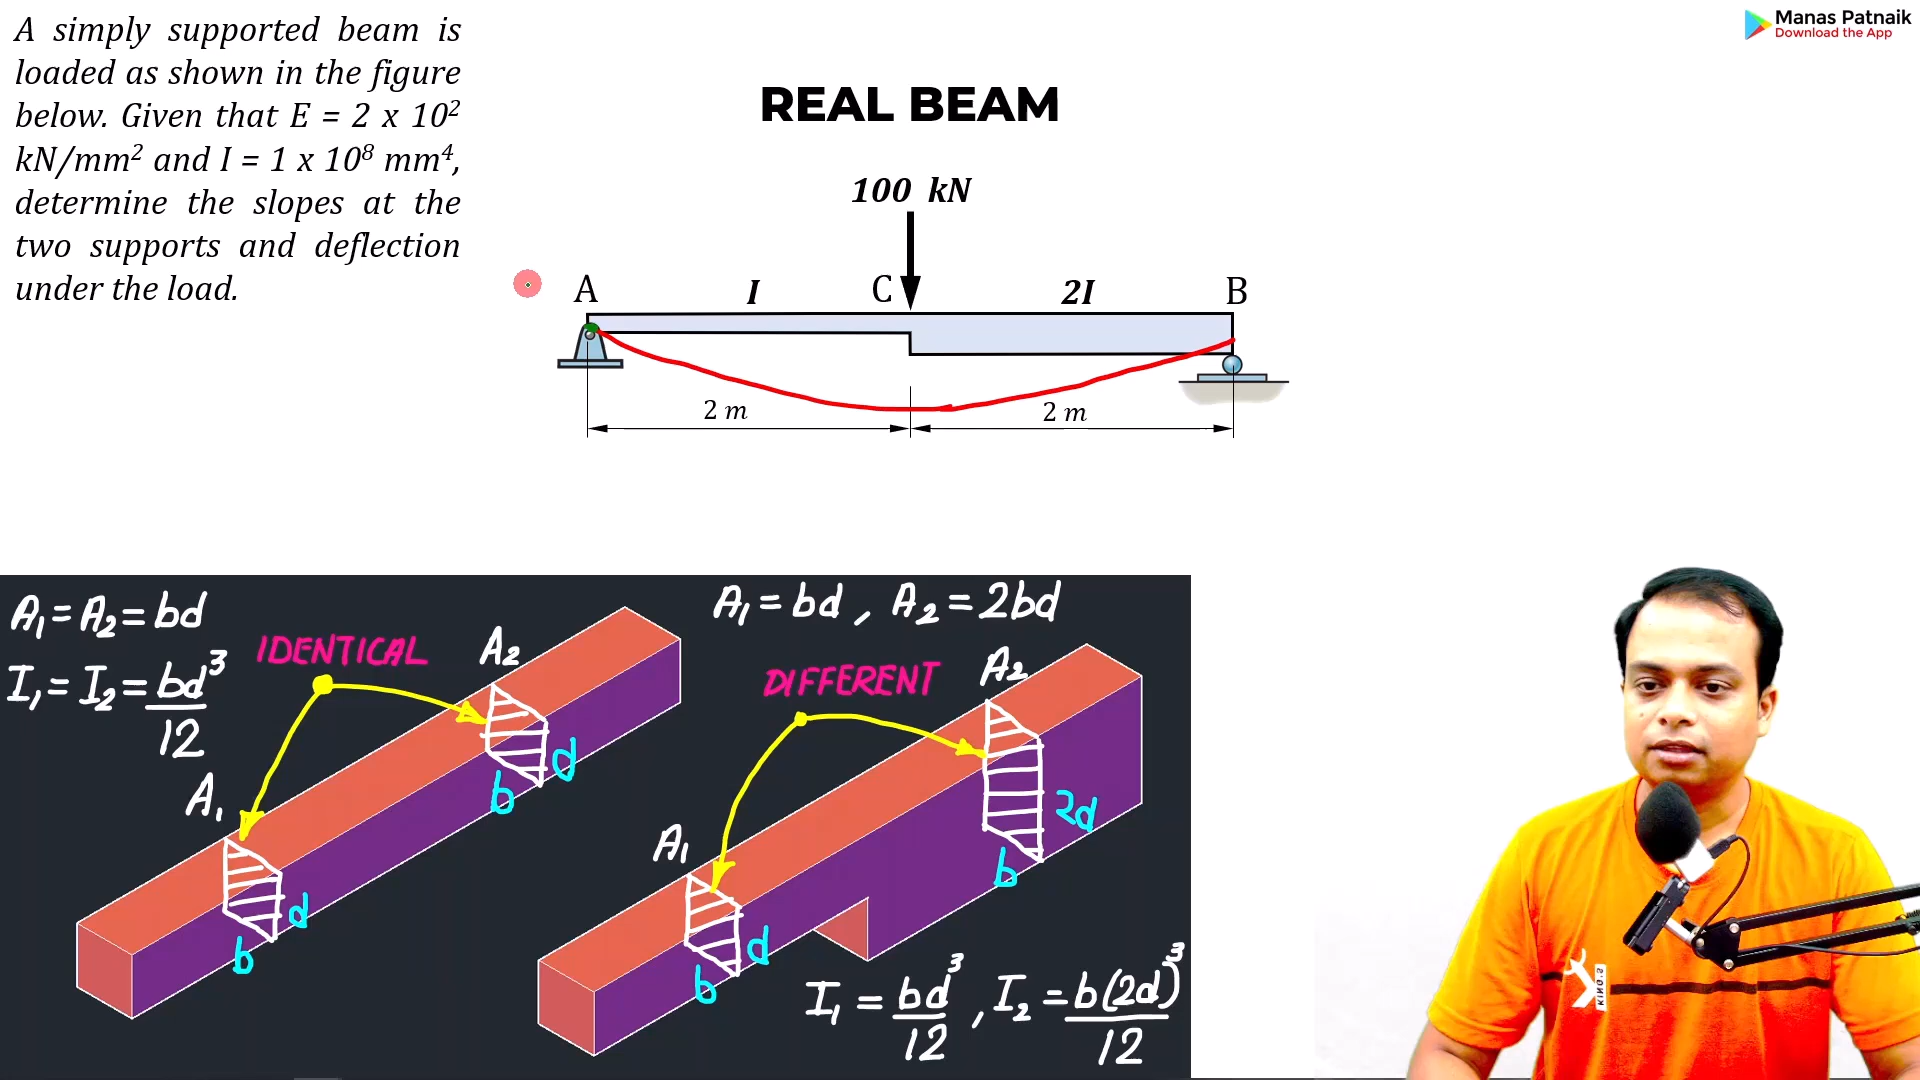 A simply supported beam is
loaded as shown in the figure
below. Given that E = 2 x 10²
kN/mm² and I = 1 x 10⁸ mm⁴,
determine the slopes at the
two supports and deflection
under the load.
Manas Patnaik
Download the App
REAL BEAM
100 kN
A I C 2I B
2 m 2 m
A₁ = A₂ = bd
I₁ = I₂ = bd³/12
IDENTICAL
A₂
A₁
d
b
d
b
A₁ = bd , A₂ = 2bd
DIFFERENT
A₂
A₁
2d
b
d
b
I₁ = bd³/12 , I₂ = b(2d)³/12
KING'S